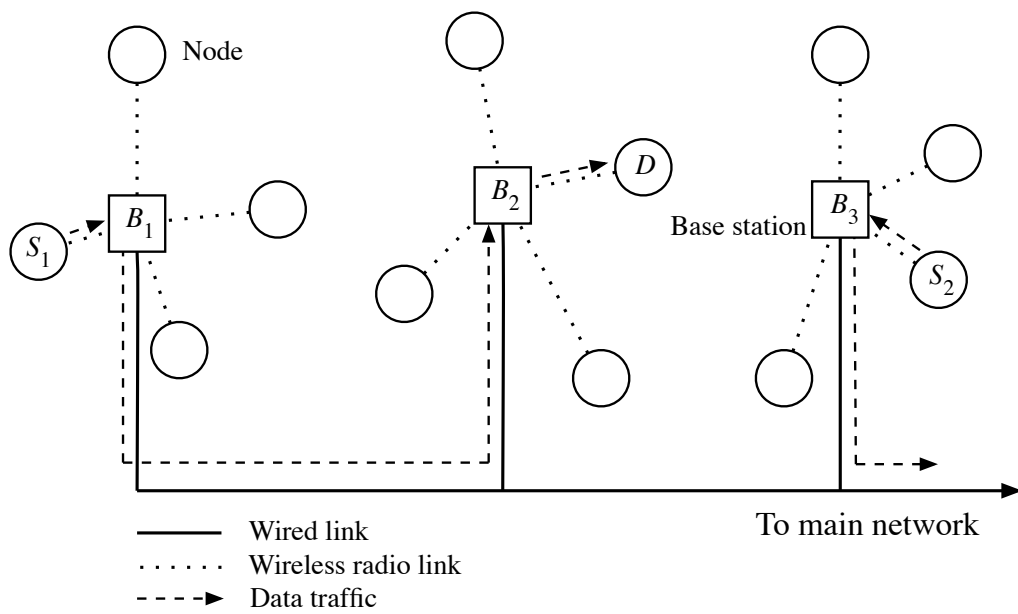 Node
D
B2
B1
B3
Base station
S1
S2
To main network
Wired link
Wireless radio link
Data traffic